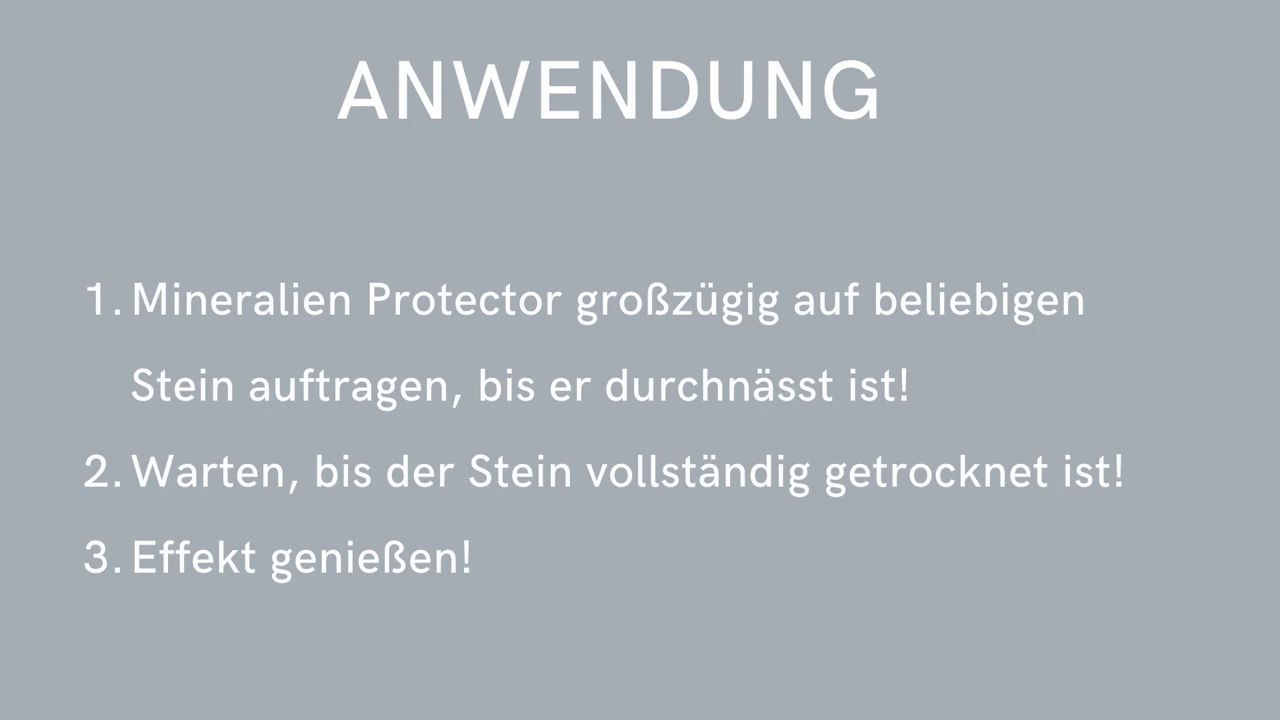 ANWENDUNG
1. Mineralien Protector großzügig auf beliebigen
Stein auftragen, bis er durchnässt ist!
2. Warten, bis der Stein vollständig getrocknet ist!
3. Effekt genießen!